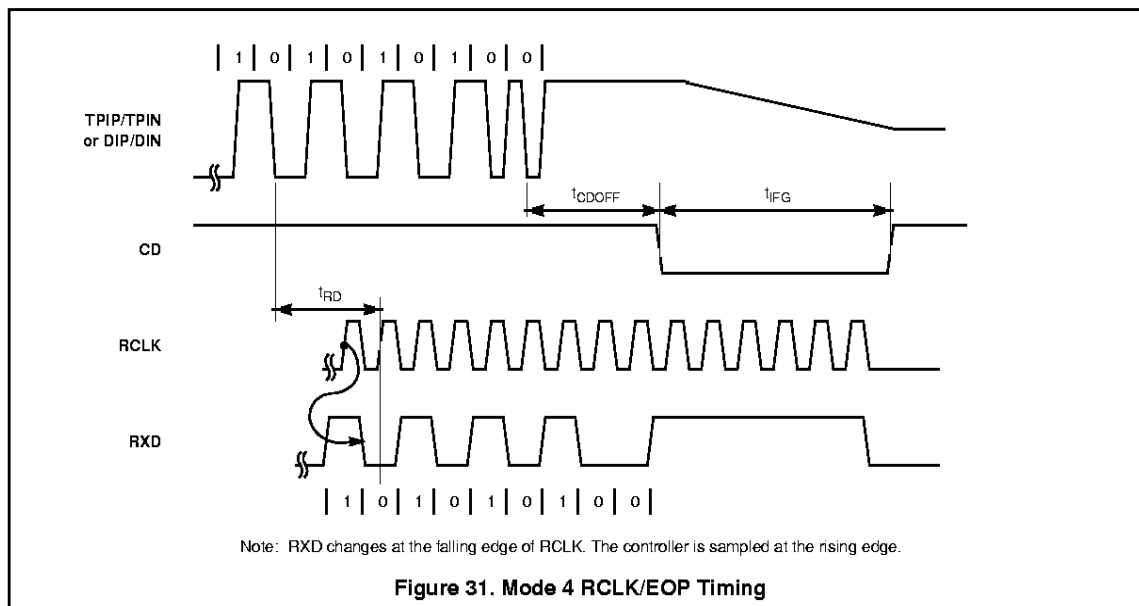 | 1 | 0 | 1 | 0 | 1 | 0 | 1 | 0 | 0 |
TPIP/TPIN
or DIP/DIN
tCDOFF
tIFG
CD
tRD
RCLK
RXD
| 1 | 0 | 1 | 0 | 1 | 0 | 1 | 0 | 0 |
Note: RXD changes at the falling edge of RCLK. The controller is sampled at the rising edge.
Figure 31. Mode 4 RCLK/EOP Timing